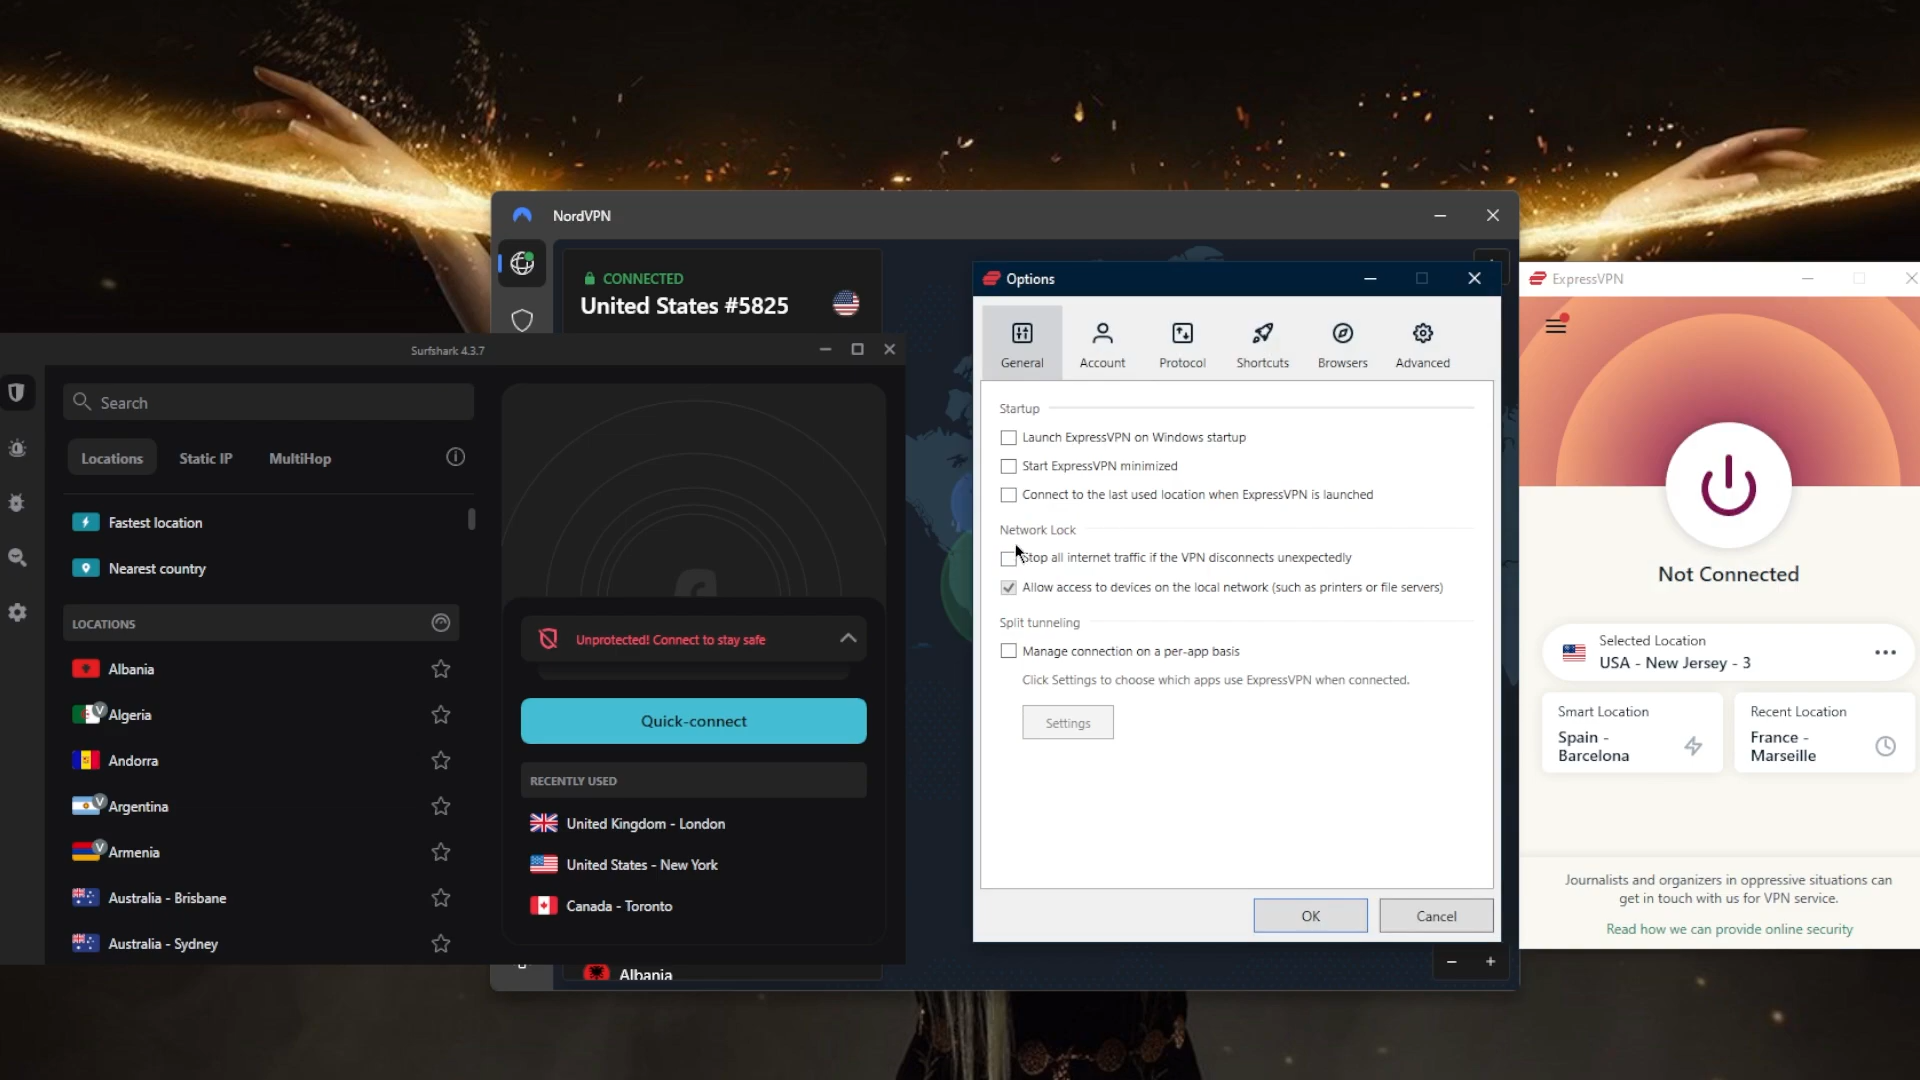 NordVPN
CONNECTED
United States #5825
Surfshark 4.3.7
Search
Locations
Static IP
MultiHop
Fastest location
Nearest country
LOCATIONS
Albania
V
Algeria
Andorra
V
Argentina
V
Armenia
Australia - Brisbane
Australia - Sydney
Unprotected! Connect to stay safe
Quick-connect
RECENTLY USED
United Kingdom - London
United States - New York
Canada - Toronto
Albania
Options
General
Account
Protocol
Shortcuts
Browsers
Advanced
Startup
Launch ExpressVPN on Windows startup
Start ExpressVPN minimized
Connect to the last used location when ExpressVPN is launched
Network Lock
Stop all internet traffic if the VPN disconnects unexpectedly
Allow access to devices on the local network (such as printers or file servers)
Split tunneling
Manage connection on a per-app basis
Click Settings to choose which apps use ExpressVPN when connected.
Settings
OK
Cancel
ExpressVPN
Not Connected
Selected Location
USA - New Jersey - 3
Smart Location
Spain -
Barcelona
Recent Location
France -
Marseille
Journalists and organizers in oppressive situations can
get in touch with us for VPN service.
Read how we can provide online security